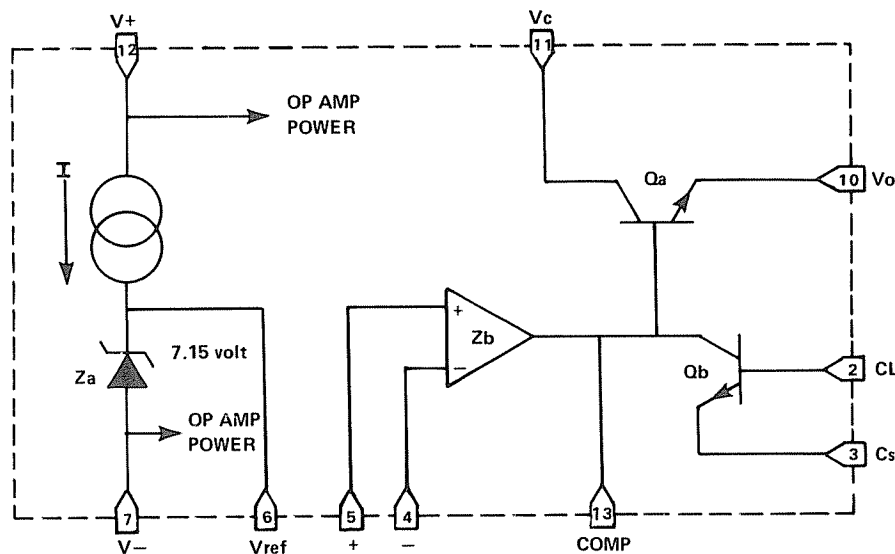 V+
12
Vc
11
OP AMP
POWER
I
Qa
10
Vo
+
Zb
−
7.15 volt
Za
Qb
2
CL
OP AMP
POWER
3
Cs
7
6
5
4
13
V−
Vref
+
−
COMP